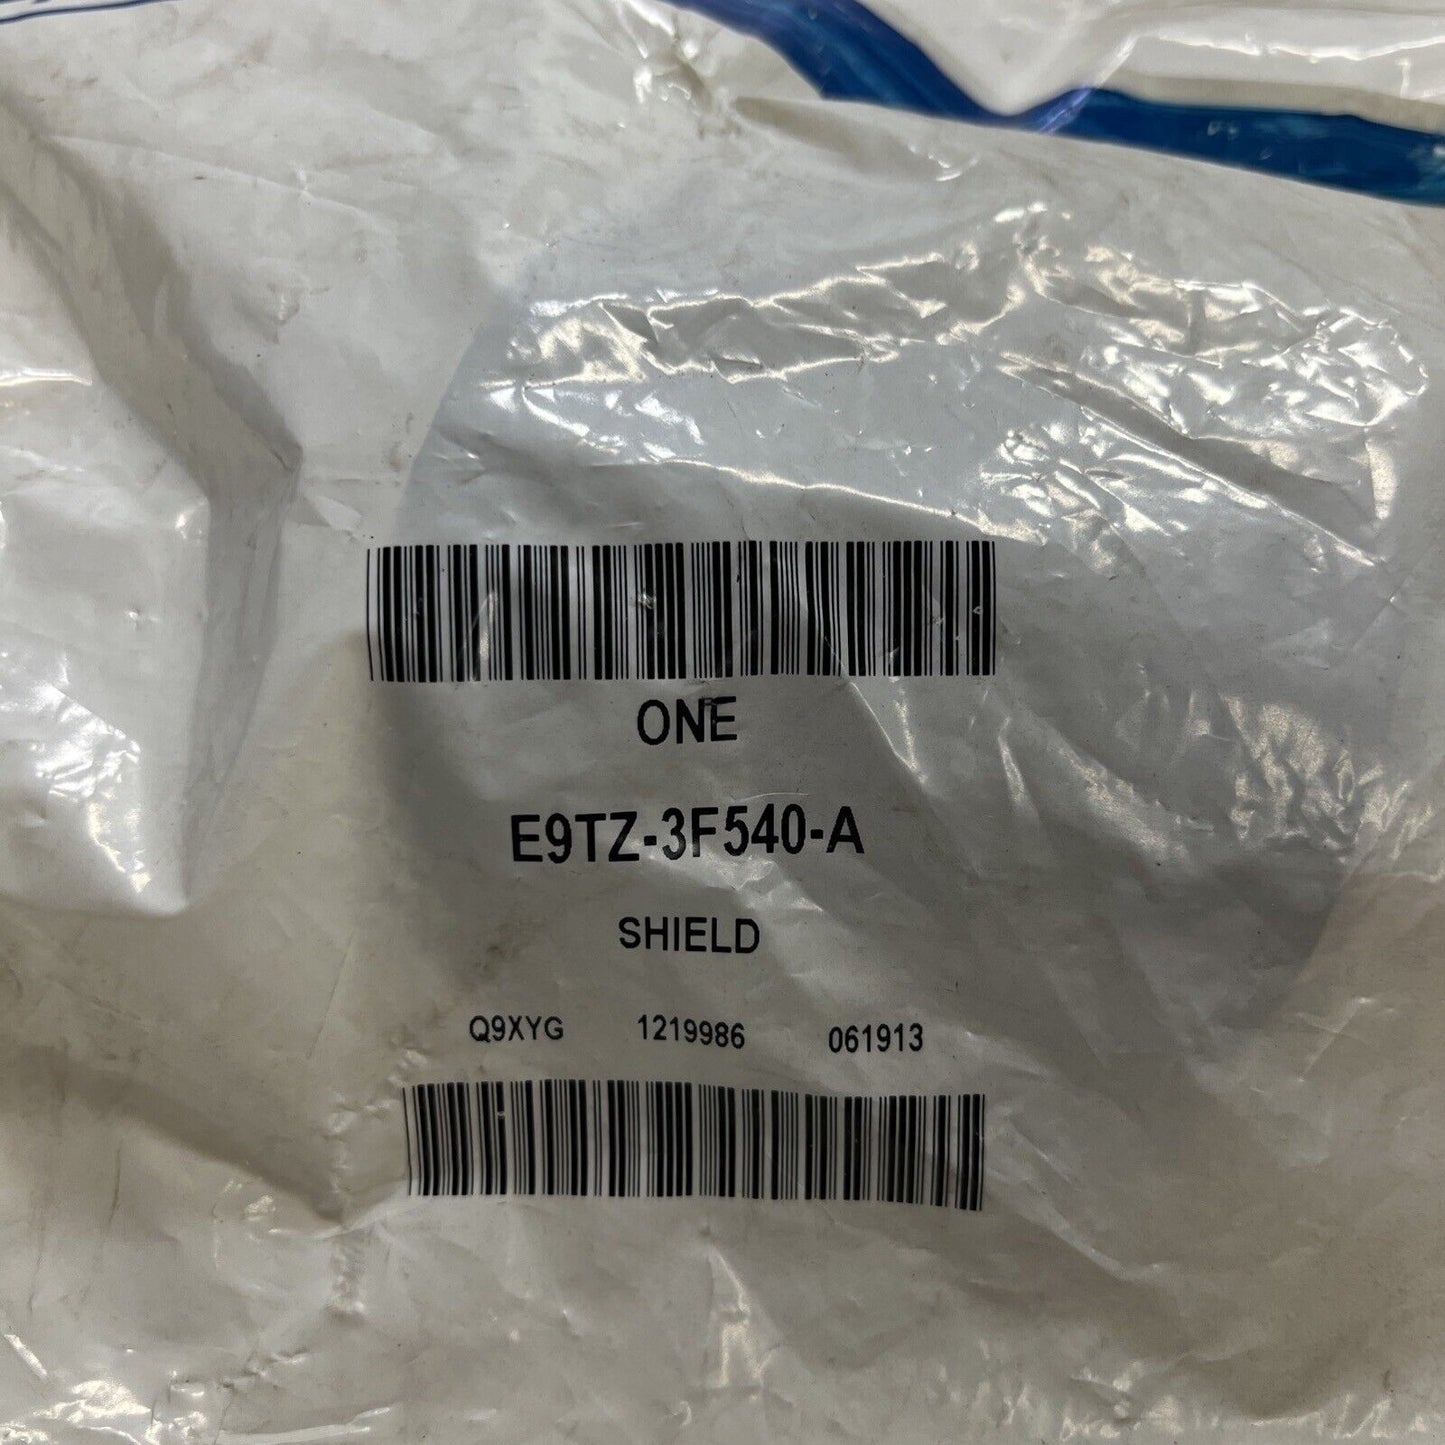 ONE
E9TZ-3F540-A
SHIELD
Q9XYG 1219986 061913